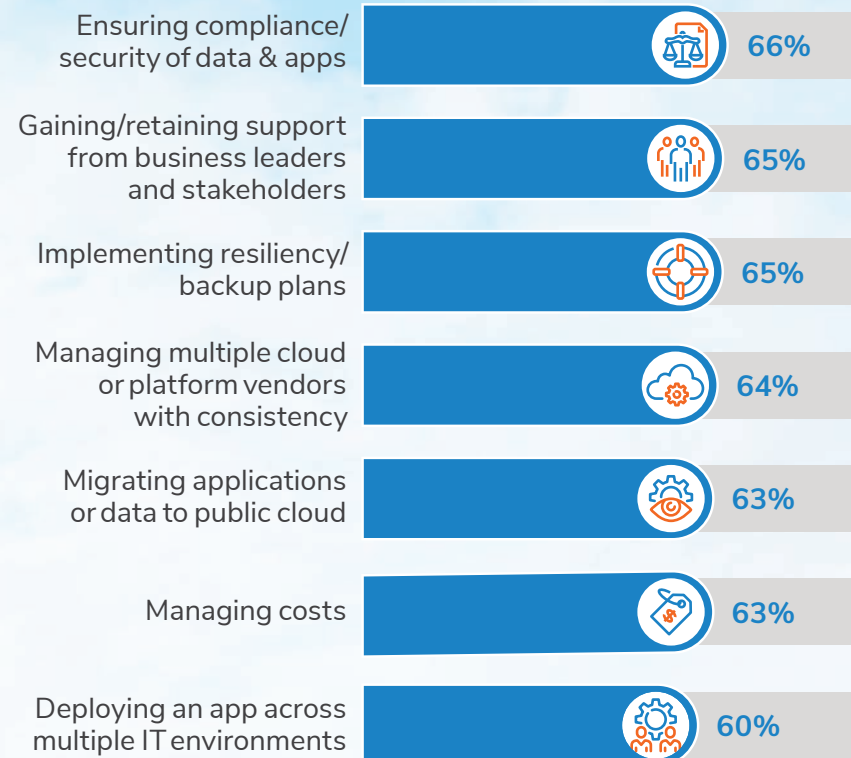 Ensuring compliance/
security of data & apps
66%
Gaining/retaining support
from business leaders
and stakeholders
65%
Implementing resiliency/
backup plans
65%
Managing multiple cloud
or platform vendors
with consistency
64%
Migrating applications
or data to public cloud
63%
Managing costs
$
63%
Deploying an app across
multiple IT environments
60%